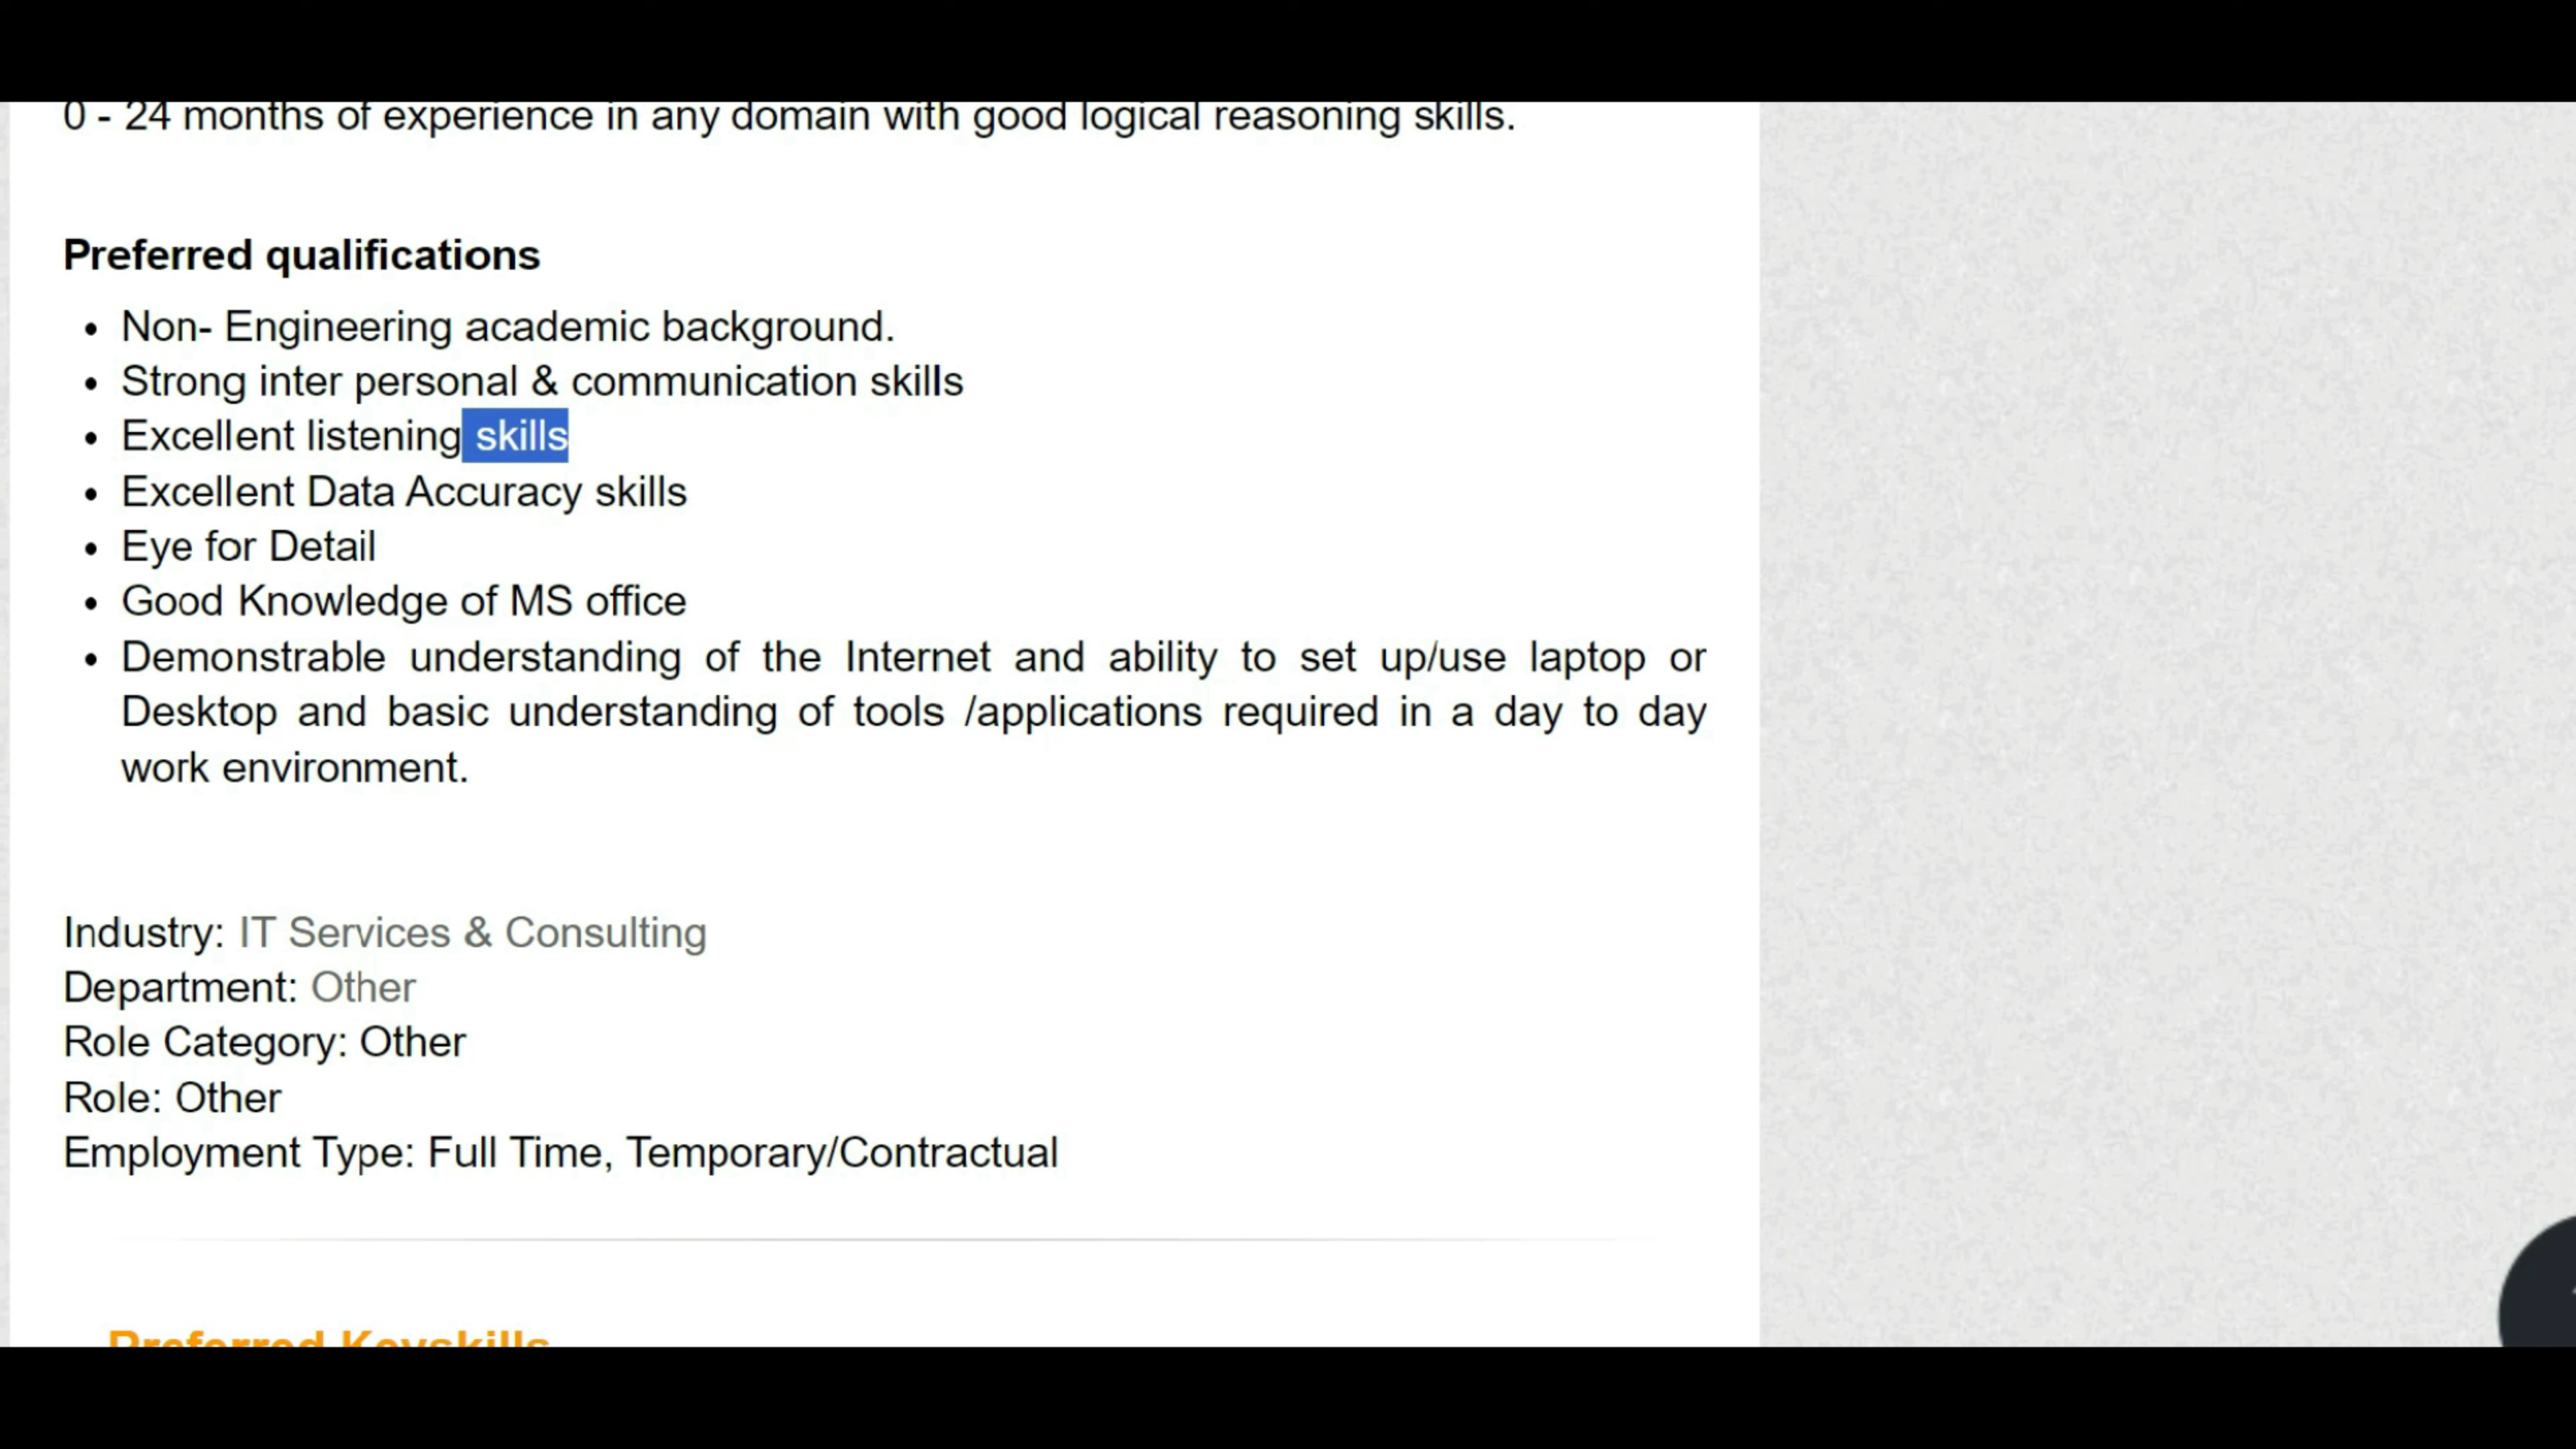 0 - 24 months of experience in any domain with good logical reasoning skills.
Preferred qualifications
• Non- Engineering academic background.
• Strong inter personal & communication skills
• Excellent listening skills
• Excellent Data Accuracy skills
• Eye for Detail
• Good Knowledge of MS office
• Demonstrable understanding of the Internet and ability to set up/use laptop or
Desktop and basic understanding of tools /applications required in a day to day
work environment.
Industry: IT Services & Consulting
Department: Other
Role Category: Other
Role: Other
Employment Type: Full Time, Temporary/Contractual
Preferred Keyskills